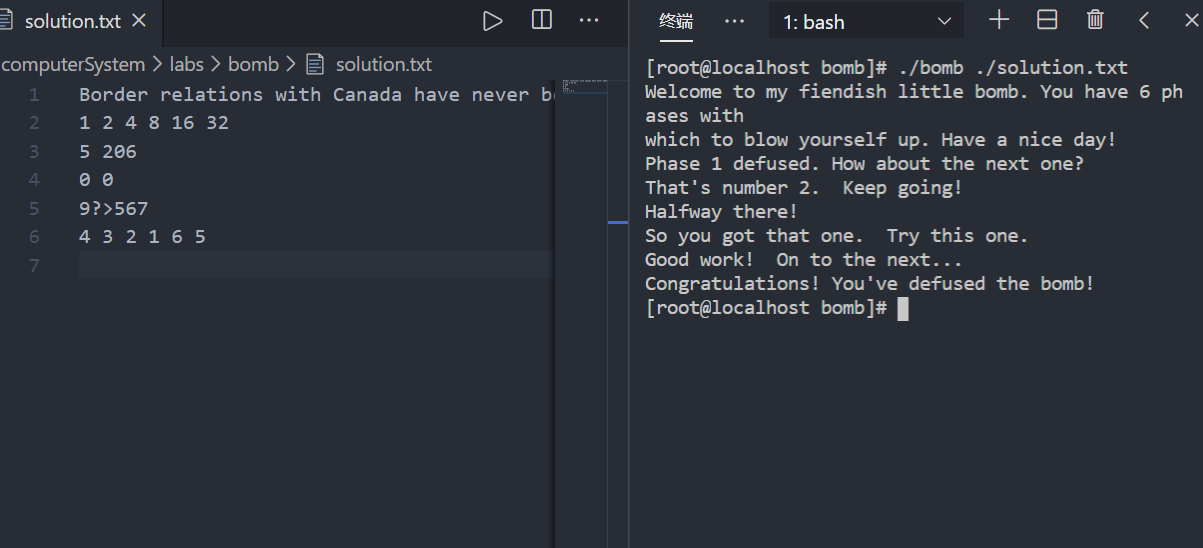 solution.txt
computerSystem > labs > bomb > solution.txt
1 Border relations with Canada have never
2 1 2 4 8 16 32
3 5 206
4 0 0
5 9?>567
6 4 3 2 1 6 5
7
终端 ··· 1: bash
[root@localhost bomb]# ./bomb ./solution.txt
Welcome to my fiendish little bomb. You have 6 ph
ases with
which to blow yourself up. Have a nice day!
Phase 1 defused. How about the next one?
That's number 2.  Keep going!
Halfway there!
So you got that one.  Try this one.
Good work!  On to the next...
Congratulations! You've defused the bomb!
[root@localhost bomb]#